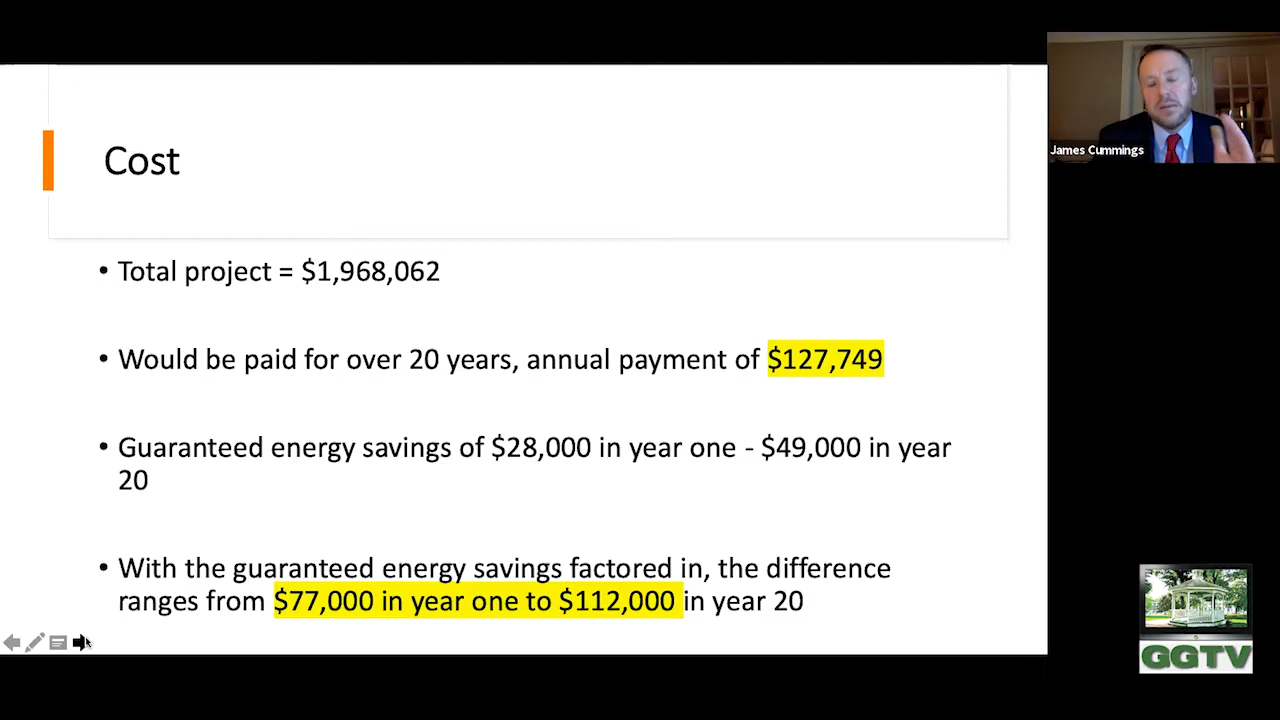 Cost
• Total project = $1,968,062
• Would be paid for over 20 years, annual payment of $127,749
• Guaranteed energy savings of $28,000 in year one - $49,000 in year
20
• With the guaranteed energy savings factored in, the difference
ranges from $77,000 in year one to $112,000 in year 20
James Cummings
GGTV